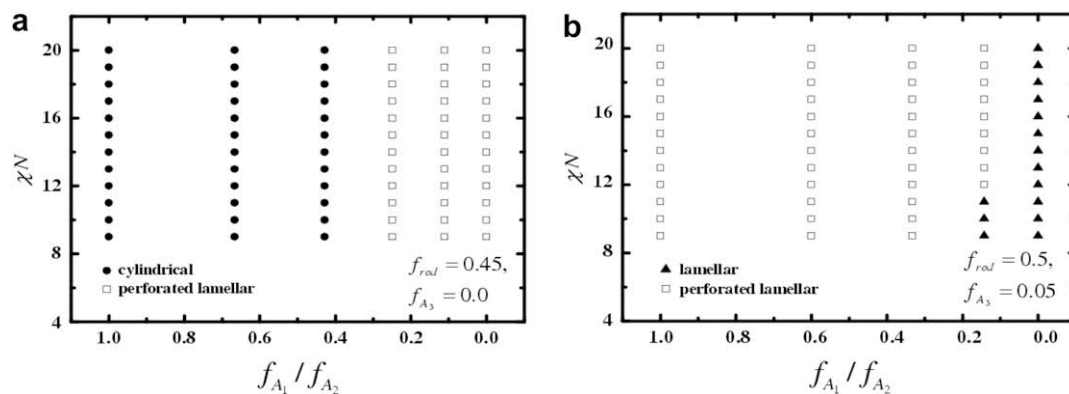 a
20
16
12
8
4
χN
● cylindrical
□ perforated lamellar
f_rod = 0.45,
f_A₃ = 0.0
1.0 0.8 0.6 0.4 0.2 0.0
f_A₁ / f_A₂
b
20
16
12
8
4
χN
▲ lamellar
□ perforated lamellar
f_rod = 0.5,
f_A₃ = 0.05
1.0 0.8 0.6 0.4 0.2 0.0
f_A₁ / f_A₂